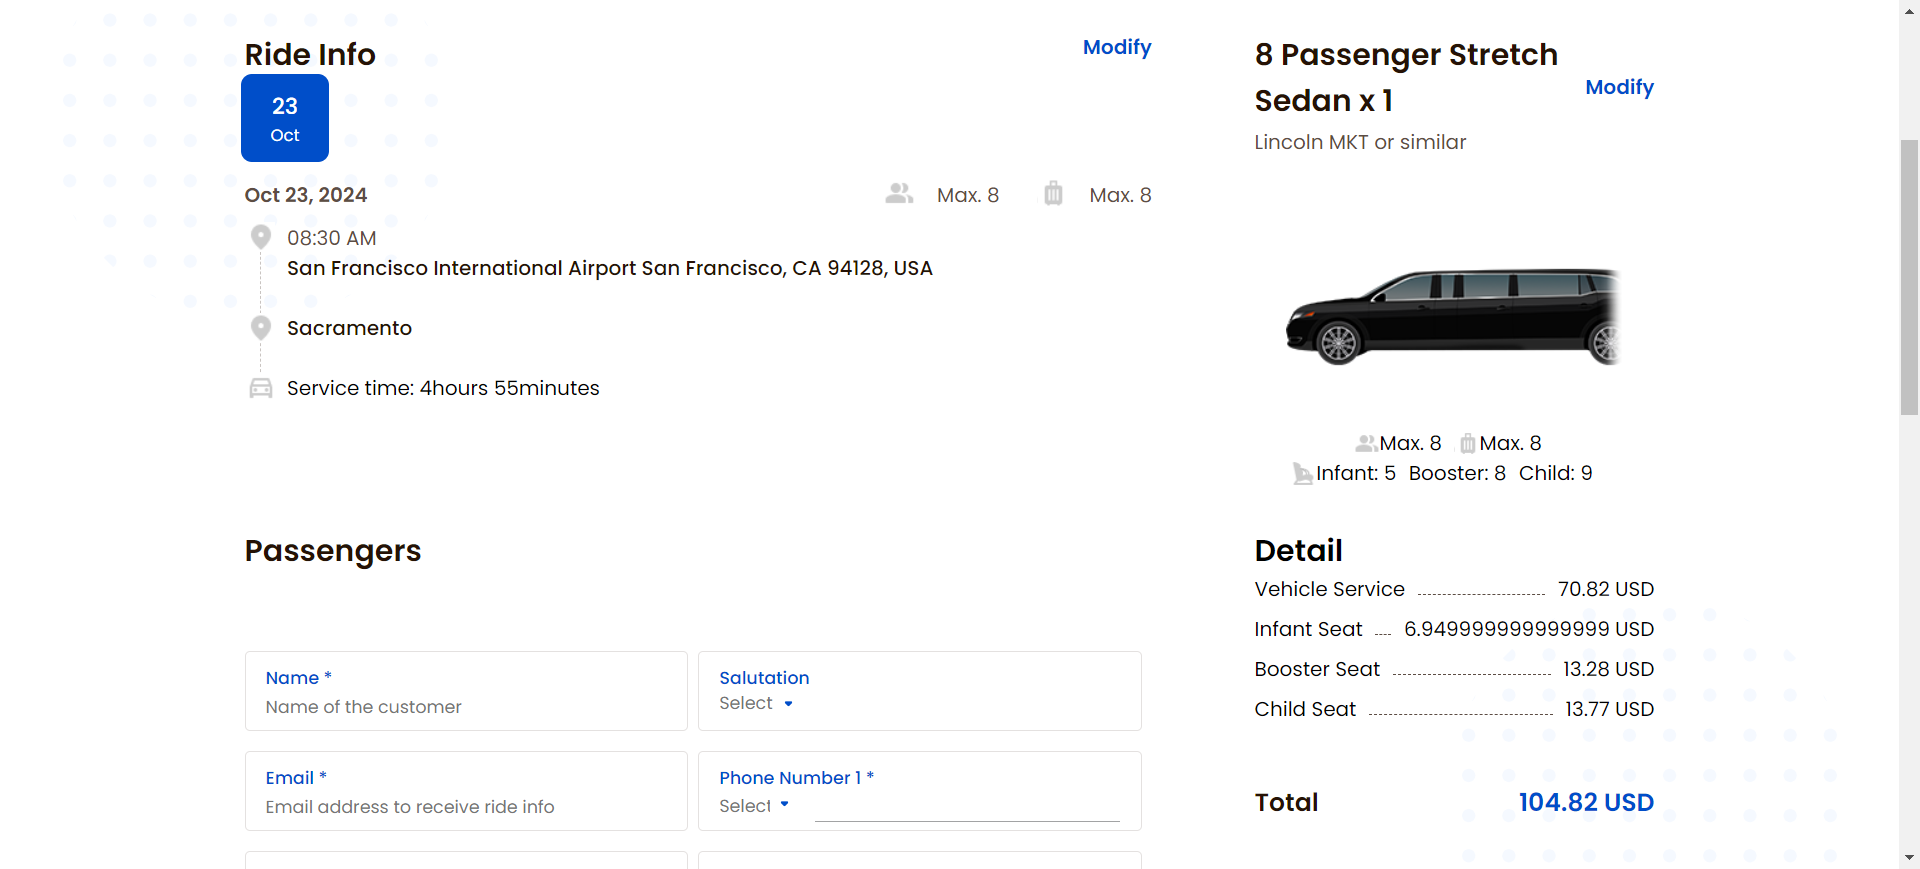 Ride Info
Modify
23
Oct
Oct 23, 2024
Max. 8
Max. 8
08:30 AM
San Francisco International Airport San Francisco, CA 94128, USA
Sacramento
Service time: 4hours 55minutes
8 Passenger Stretch
Sedan x 1
Modify
Lincoln MKT or similar
Max. 8 Max. 8
Infant: 5 Booster: 8 Child: 9
Passengers
Name *
Name of the customer
Salutation
Select
Email *
Email address to receive ride info
Phone Number 1 *
Select
Detail
Vehicle Service 70.82 USD
Infant Seat 6.949999999999999 USD
Booster Seat 13.28 USD
Child Seat 13.77 USD
Total 104.82 USD